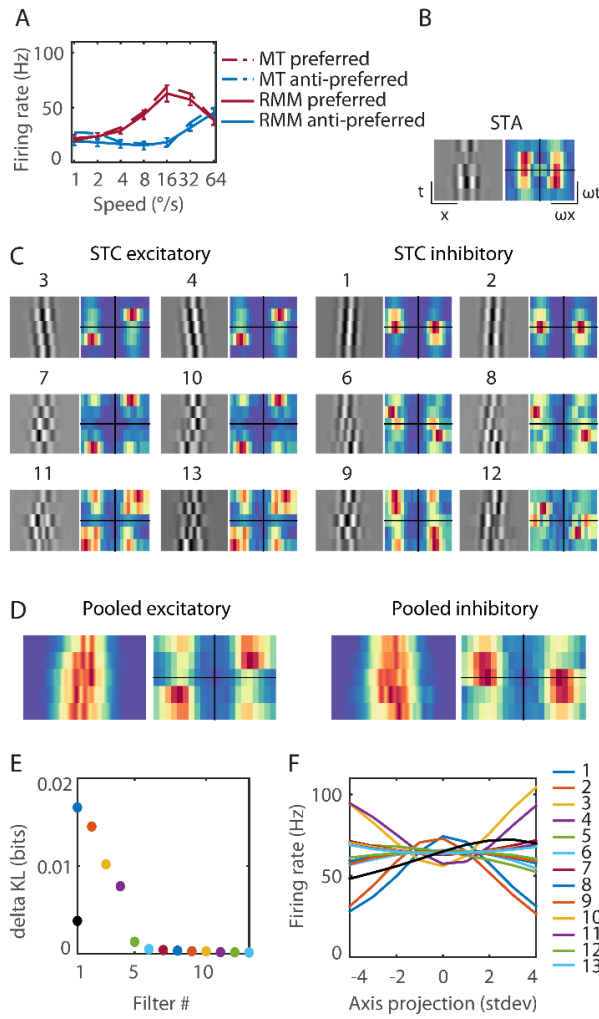 A
Firing rate (Hz)
100
50
0
1 2 4 8 16 32 64
Speed (°/s)
MT preferred
MT anti-preferred
RMM preferred
RMM anti-preferred
B
STA
t
x
ωt
ωx
C
STC excitatory
STC inhibitory
3 4 1 2
7 10 6 8
11 13 9 12
D
Pooled excitatory
Pooled inhibitory
E
delta KL (bits)
0.02
0.01
0
1 5 10
Filter #
F
Firing rate (Hz)
100
50
0
-4 -2 0 2 4
Axis projection (stdev)
1
2
3
4
5
6
7
8
9
10
11
12
13